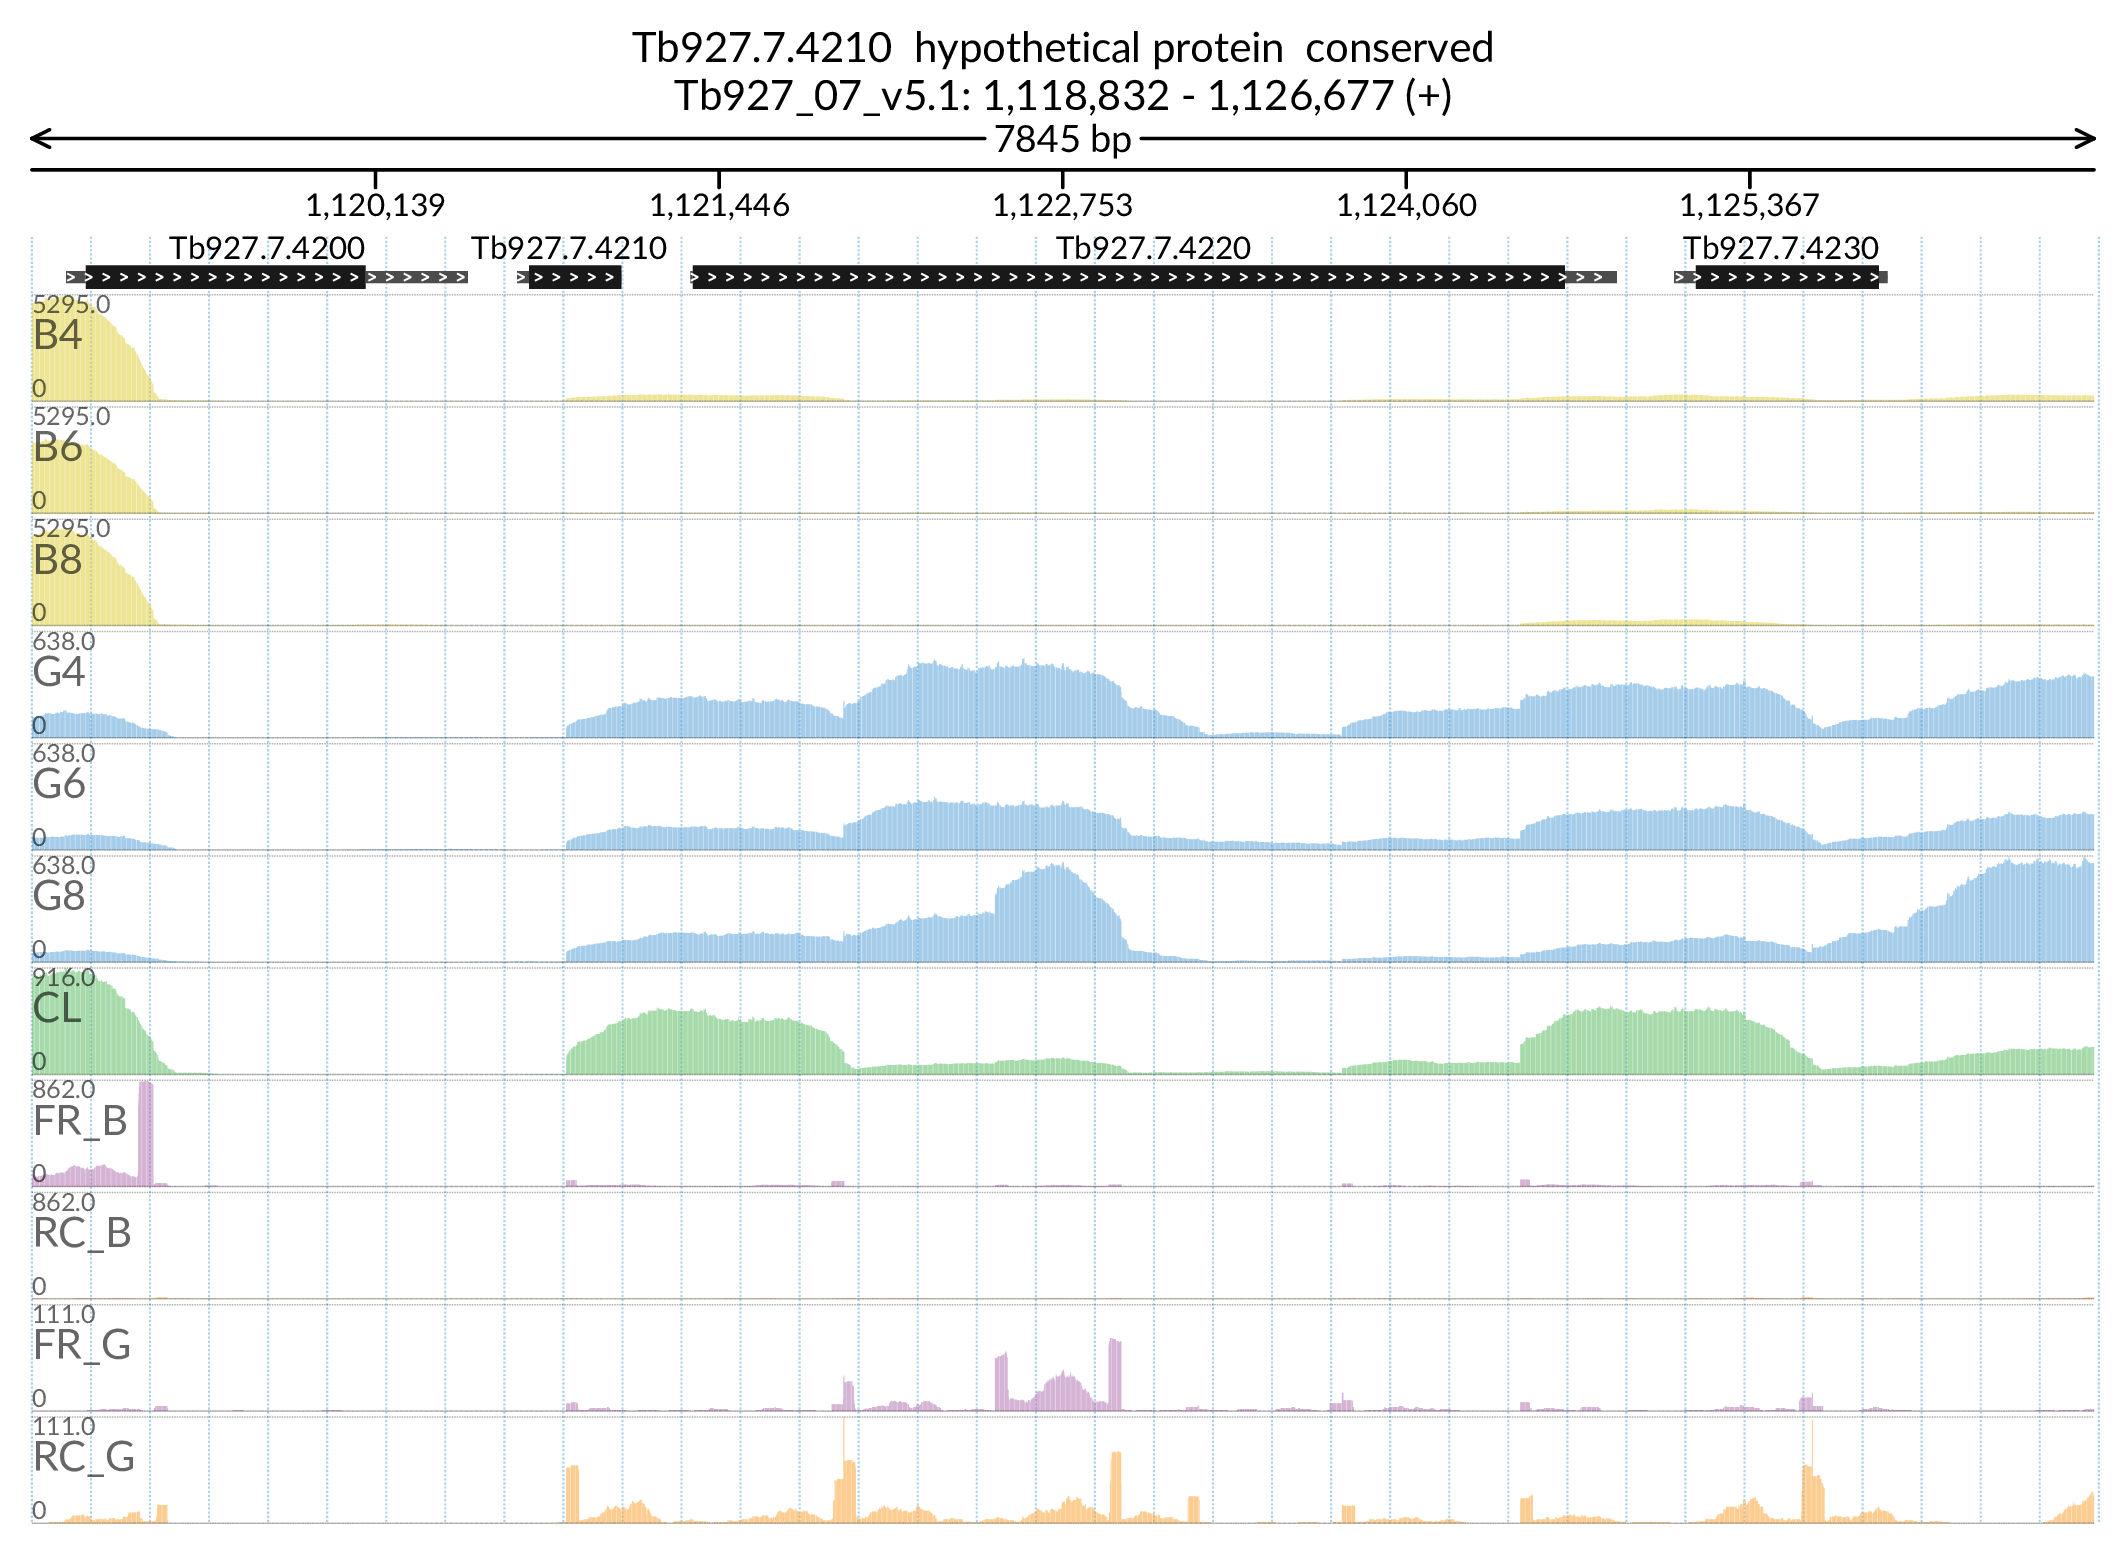 Tb927.7.4210 hypothetical protein conserved
Tb927_07_v5.1: 1,118,832 - 1,126,677 (+)
7845 bp
1,120,139 1,121,446 1,122,753 1,124,060 1,125,367
Tb927.7.4200 Tb927.7.4210 Tb927.7.4220 Tb927.7.4230
5295.0
B4
0
5295.0
B6
0
5295.0
B8
0
638.0
G4
0
638.0
G6
0
638.0
G8
0
916.0
CL
0
862.0
FR_B
0
862.0
RC_B
0
111.0
FR_G
0
111.0
RC_G
0